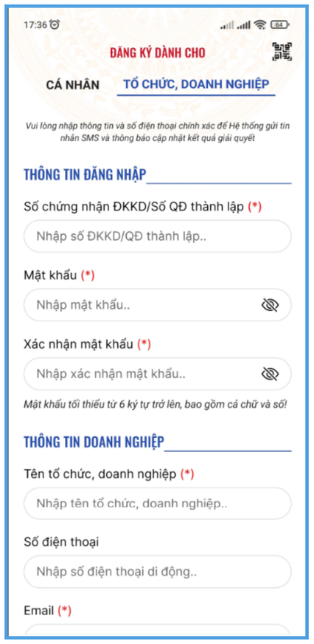 17:36
64
ĐĂNG KÝ DÀNH CHO
CÁ NHÂN
TỔ CHỨC, DOANH NGHIỆP
Vui lòng nhập thông tin và số điện thoại chính xác để Hệ thống gửi tin
nhắn SMS và thông báo cập nhật kết quả giải quyết
THÔNG TIN ĐĂNG NHẬP
Số chứng nhận ĐKKD/Số QĐ thành lập (*)
Nhập số ĐKKD/QĐ thành lập..
Mật khẩu (*)
Nhập mật khẩu..
Xác nhận mật khẩu (*)
Nhập xác nhận mật khẩu..
Mật khẩu tối thiểu từ 6 ký tự trở lên, bao gồm cả chữ và số!
THÔNG TIN DOANH NGHIỆP
Tên tổ chức, doanh nghiệp (*)
Nhập tên tổ chức, doanh nghiệp..
Số điện thoại
Nhập số điện thoại di động..
Email (*)